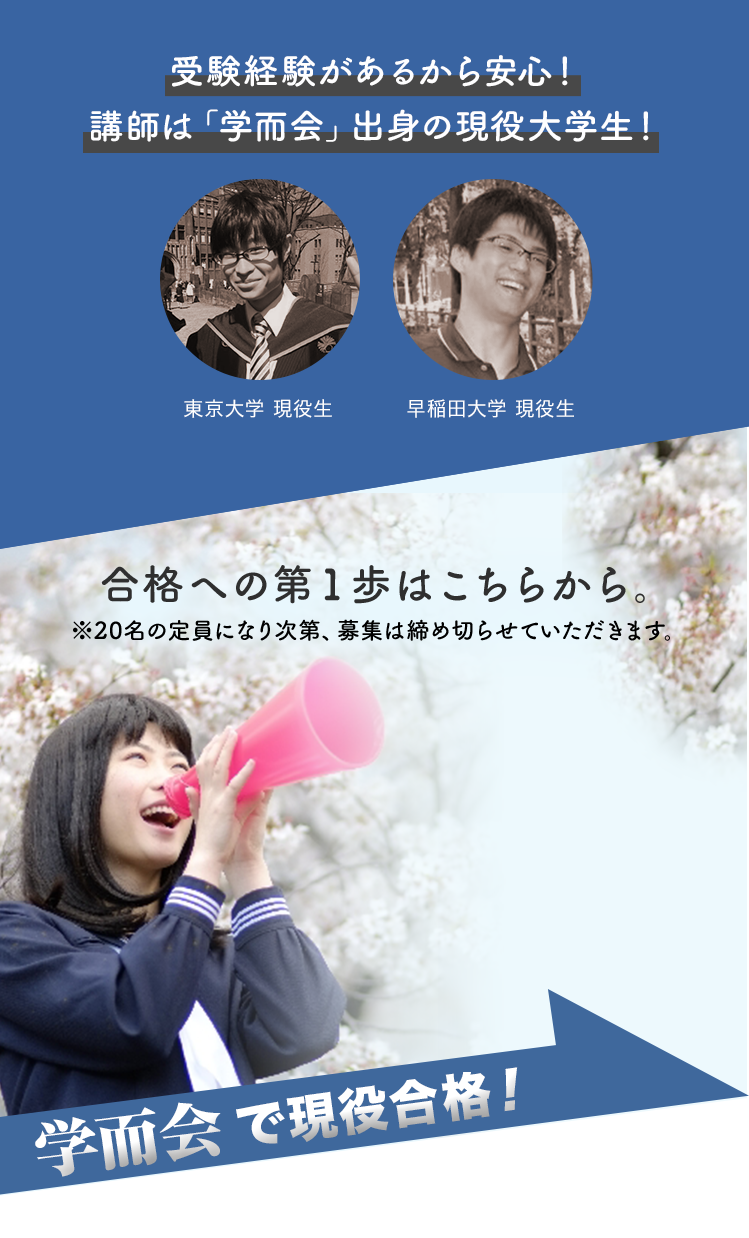 受験経験があるから安心！
講師は「学而会」出身の現役大学生！
東京大学 現役生
早稲田大学 現役生
合格への第1歩はこちらから。
※20名の定員になり次第、募集は締め切らせていただきます。
学而会で現役合格！